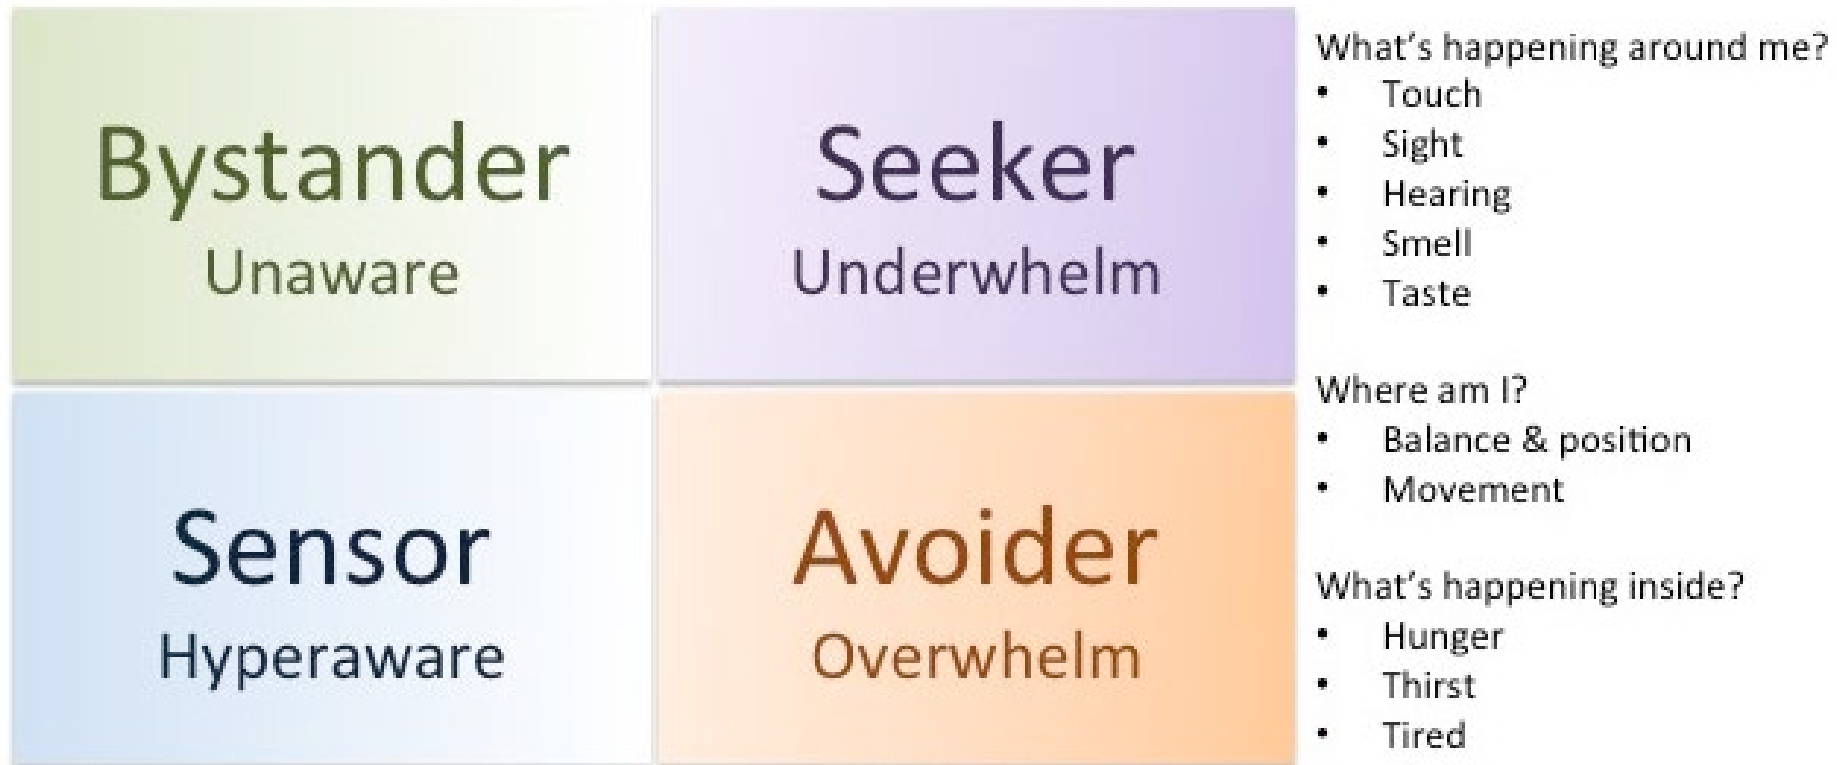 Bystander
Unaware
Seeker
Underwhelm
Sensor
Hyperaware
Avoider
Overwhelm
What's happening around me?
• Touch
• Sight
• Hearing
• Smell
• Taste
Where am I?
• Balance & position
• Movement
What's happening inside?
• Hunger
• Thirst
• Tired